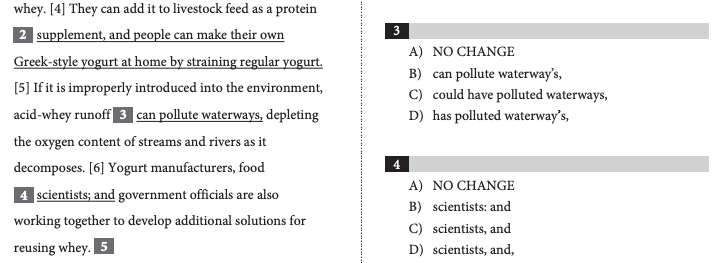 whey. [4] They can add it to livestock feed as a protein
2 supplement, and people can make their own
Greek-style yogurt at home by straining regular yogurt.
[5] If it is improperly introduced into the environment,
acid-whey runoff 3 can pollute waterways, depleting
the oxygen content of streams and rivers as it
decomposes. [6] Yogurt manufacturers, food
4 scientists; and government officials are also
working together to develop additional solutions for
reusing whey. 5
3
A) NO CHANGE
B) can pollute waterway's,
C) could have polluted waterways,
D) has polluted waterway's,
4
A) NO CHANGE
B) scientists: and
C) scientists, and
D) scientists, and,